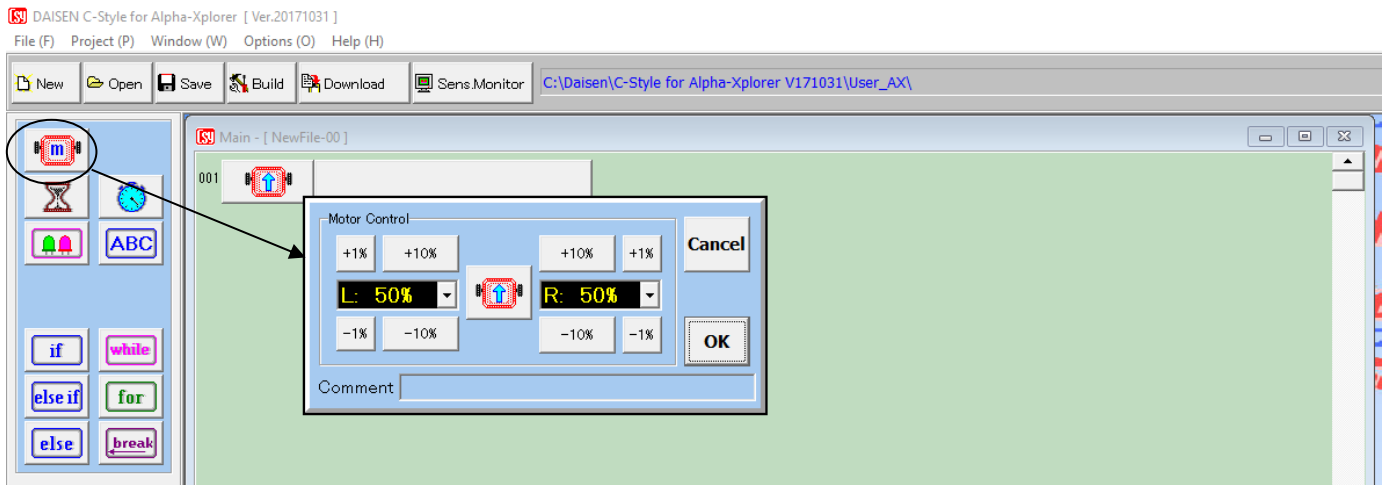 DAISEN C-Style for Alpha-Xplorer [ Ver.20171031 ]
File (F) Project (P) Window (W) Options (O) Help (H)
New Open Save Build Download Sens.Monitor C:\Daisen\C-Style for Alpha-Xplorer V171031\User_AX\
m
Main - [ NewFile-00 ]
001
ABC
if while
else if for
else break
Motor Control
+1% +10% +10% +1%
L: 50% R: 50%
-1% -10% -10% -1%
Cancel
OK
Comment